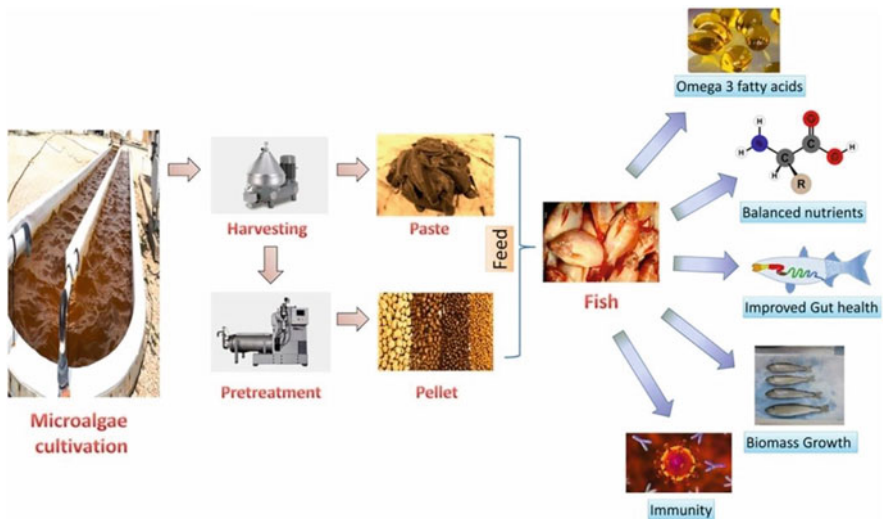 Omega 3 fatty acids
H
N
H
C
H
R
C
O
O
H
Balanced nutrients
Harvesting
Paste
Feed
Fish
Improved Gut health
Pretreatment
Pellet
Microalgae
cultivation
Biomass Growth
Immunity